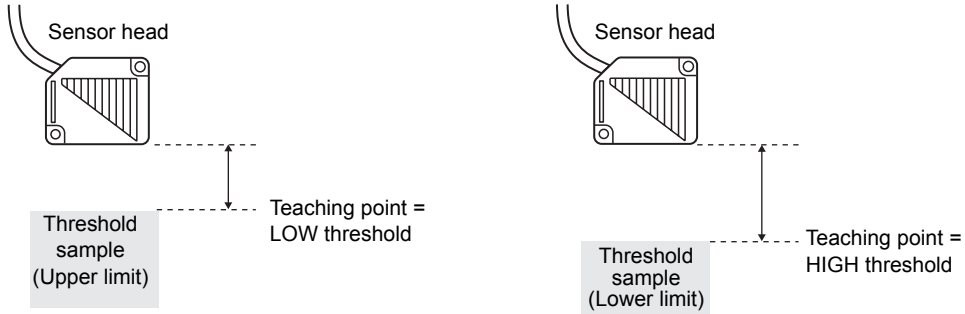 Sensor head
Threshold
sample
(Upper limit)
Teaching point =
LOW threshold
Sensor head
Threshold
sample
(Lower limit)
Teaching point =
HIGH threshold